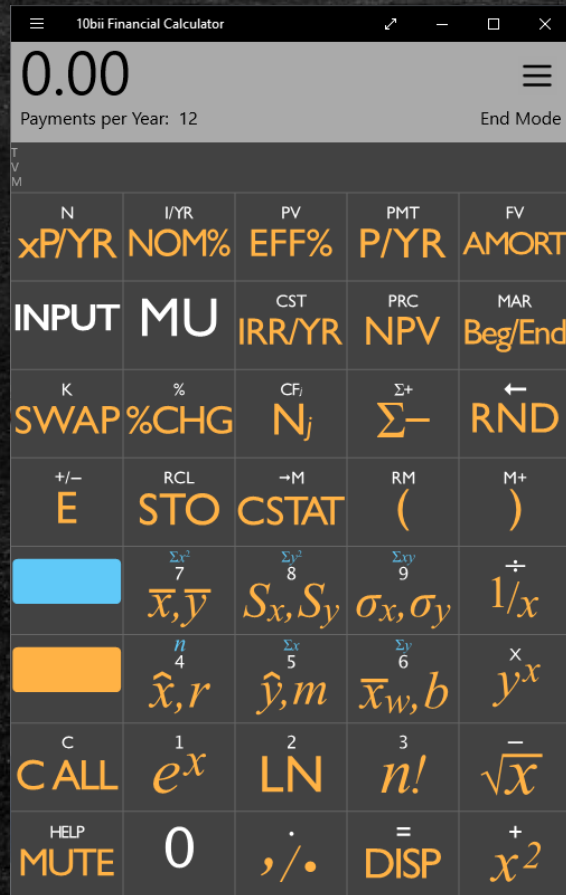 10bii Financial Calculator
0.00
Payments per Year: 12 End Mode
T
V
M
N I/YR PV PMT FV
xP/YR NOM% EFF% P/YR AMORT
CST PRC MAR
INPUT MU IRR/YR NPV Beg/End
K % CFj Σ+ ←
SWAP %CHG Nj Σ− RND
+/− RCL →M RM M+
E STO CSTAT ( )
Σx² Σy² Σxy
7 8 9 ÷
x̅,y̅ Sx,Sy σx,σy 1/x
n Σx Σy
4 5 6 ×
x̂,r ŷ,m x̅w,b yˣ
C 1 2 3 −
C ALL eˣ LN n! √x̅
HELP 0 . = +
MUTE ,/. DISP x²